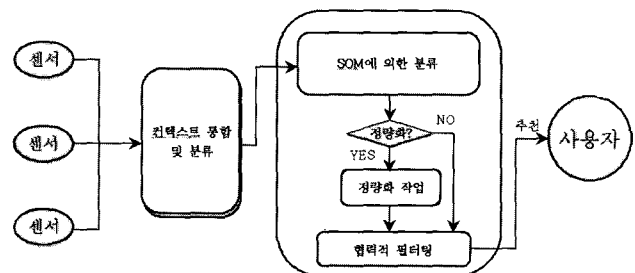 센서
센서
센서
컨텍스트 통합
및 분류
SOM에 의한 분류
정량화?
NO
YES
정량화 작업
협력적 필터링
추천
사용자